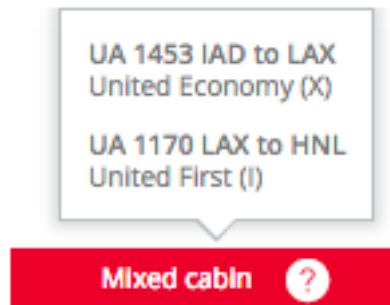 UA 1453 IAD to LAX
United Economy (X)
UA 1170 LAX to HNL
United First (I)
Mixed cabin ?